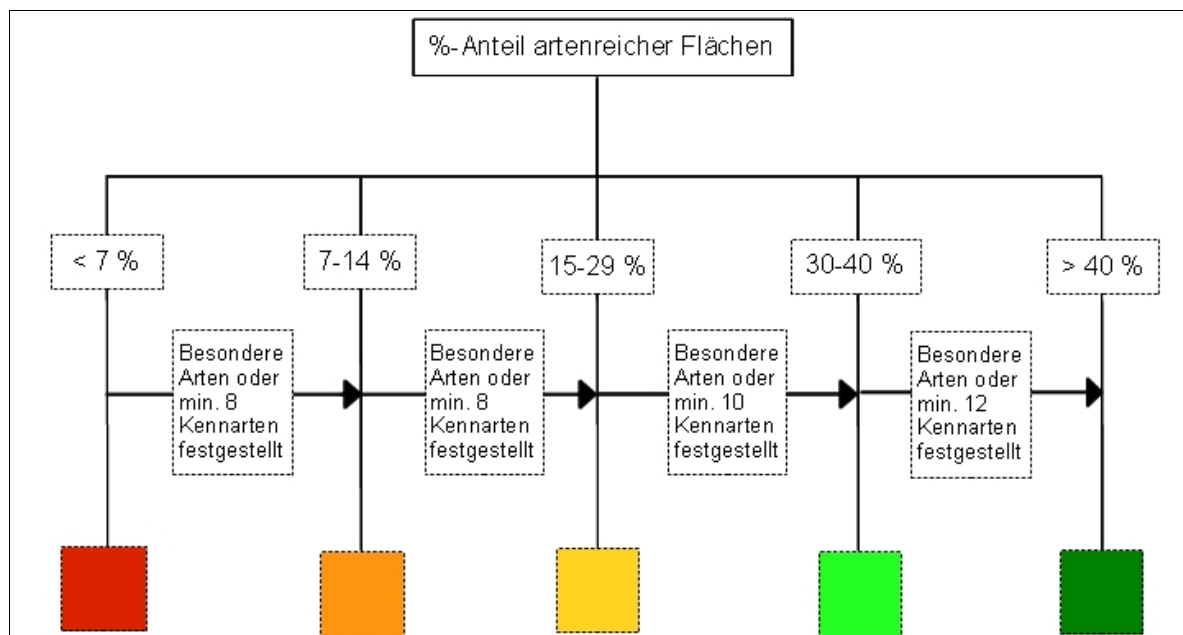 %-Anteil artenreicher Flächen
< 7 %
7-14 %
15-29 %
30-40 %
> 40 %
Besondere
Arten oder
min. 8
Kennarten
festgestellt
Besondere
Arten oder
min. 8
Kennarten
festgestellt
Besondere
Arten oder
min. 10
Kennarten
festgestellt
Besondere
Arten oder
min. 12
Kennarten
festgestellt